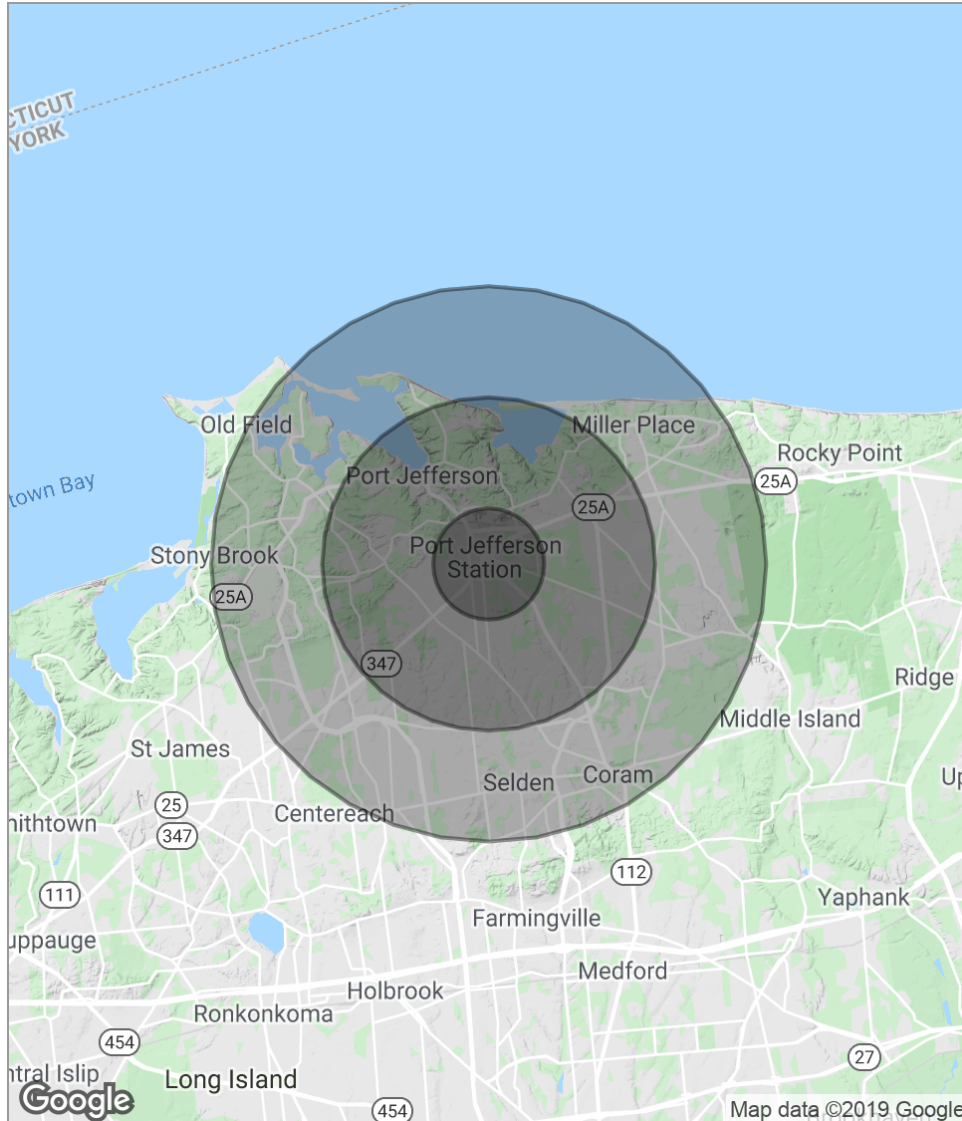 CTICUT
YORK
Old Field
Miller Place
Rocky Point
town Bay
Port Jefferson
25A
25A
Port Jefferson
Station
Stony Brook
25A
347
Ridge
Middle Island
St James
Up
Selden
Coram
25
Centereach
nithtown
347
112
111
Yaphank
Farmingville
uppauge
Medford
Holbrook
Ronkonkoma
454
27
ntral Islip
Long Island
Google
454
Map data ©2019 Google